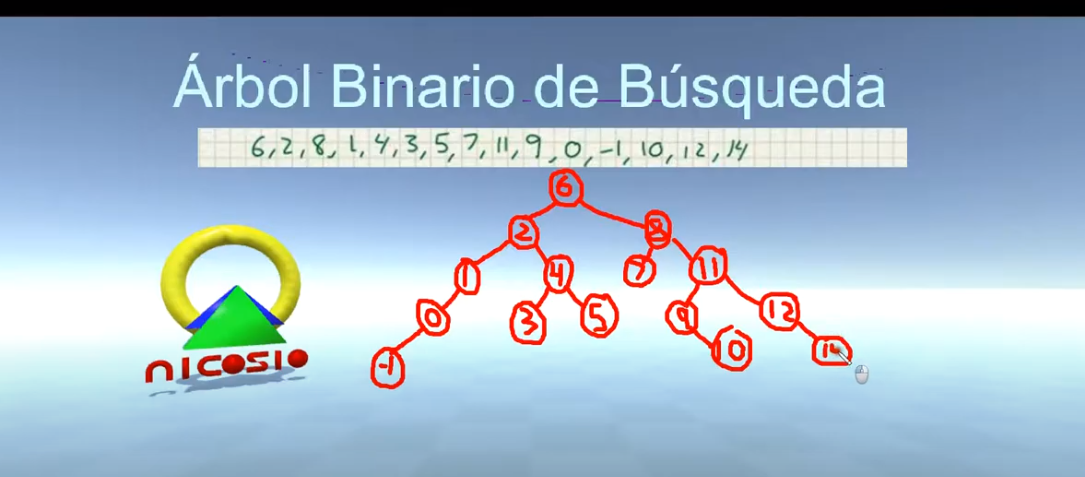 Árbol Binario de Búsqueda
6, 2, 8, 1, 4, 3, 5, 7, 11, 9, 0, -1, 10, 12, 14
6
2 8
1 4 7 11
0 3 5 9 12
-1 10
NICOSIO